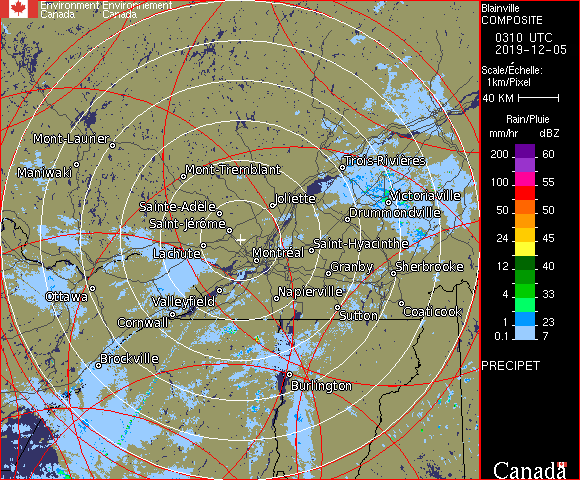 Environment Environnement
Canada Canada
Blainville
COMPOSITE
0310 UTC
2019-12-05
Scale/Échelle:
1km/Pixel
40 KM
Rain/Pluie
mm/hr dBZ
200 60
150 57
100 55
50 50
24 45
12 40
4 33
1 23
0.1 7
PRECIPET
Canada
Mont-Laurier
Maniwaki
Mont-Tremblant
Trois-Rivières
Sainte-Adèle
Joliette
Victoriaville
Saint-Jérôme
Drummondville
Lachute
Montréal
Saint-Hyacinthe
Granby
Sherbrooke
Ottawa
Valleyfield
Napierville
Cornwall
Sutton
Coaticook
Brockville
Burlington